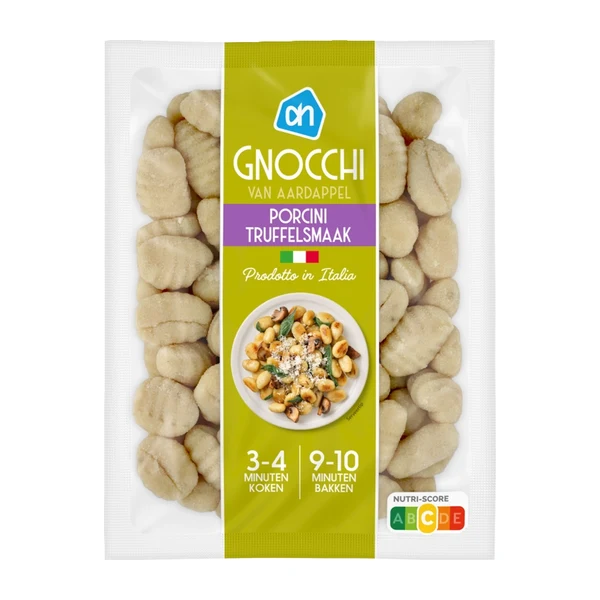 ah
GNOCCHI
VAN AARDAPPEL
PORCINI
TRUFFELSMAAK
Prodotto in Italia
3-4
MINUTEN
KOKEN
9-10
MINUTEN
BAKKEN
NUTRI-SCORE
A B C D E